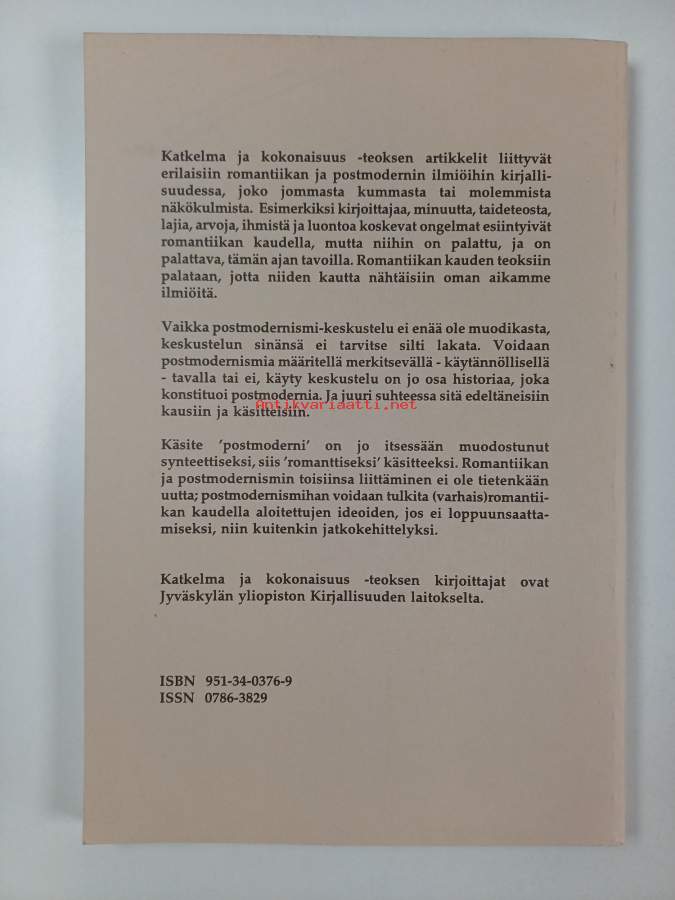 Katkelma ja kokonaisuus -teoksen artikkelit liittyvät
erilaisiin romantiikan ja postmodernin ilmiöihin kirjalli-
suudessa, joko jommasta kummasta tai molemmista
näkökulmista. Esimerkiksi kirjoittajaa, minuutta, taideteosta,
lajia, arvoja, ihmistä ja luontoa koskevat ongelmat esiintyivät
romantiikan kaudella, mutta niihin on palattu, ja on
palattava, tämän ajan tavoilla. Romantiikan kauden teoksiin
palataan, jotta niiden kautta nähtäisiin oman aikamme
ilmiöitä.
Vaikka postmodernismi-keskustelu ei enää ole muodikasta,
keskustelun sinänsä ei tarvitse silti lakata. Voidaan
postmodernismia määritellä merkitsevällä - käytännöllisellä
- tavalla tai ei, käyty keskustelu on jo osa historiaa, joka
konstituoi postmodernia. Ja juuri suhteessa sitä edeltäneisiin
Antikvariaatti.net
kausiin ja käsitteisiin.
Käsite 'postmoderni' on jo itsessään muodostunut
synteettiseksi, siis 'romanttiseksi' käsitteeksi. Romantiikan
ja postmodernismin toisiinsa liittäminen ei ole tietenkään
uutta; postmodernismihan voidaan tulkita (varhais)romantii-
kan kaudella aloitettujen ideoiden, jos ei loppuunsaatta-
miseksi, niin kuitenkin jatkokehittelyksi.
Katkelma ja kokonaisuus -teoksen kirjoittajat ovat
Jyväskylän yliopiston Kirjallisuuden laitokselta.
ISBN 951-34-0376-9
ISSN 0786-3829